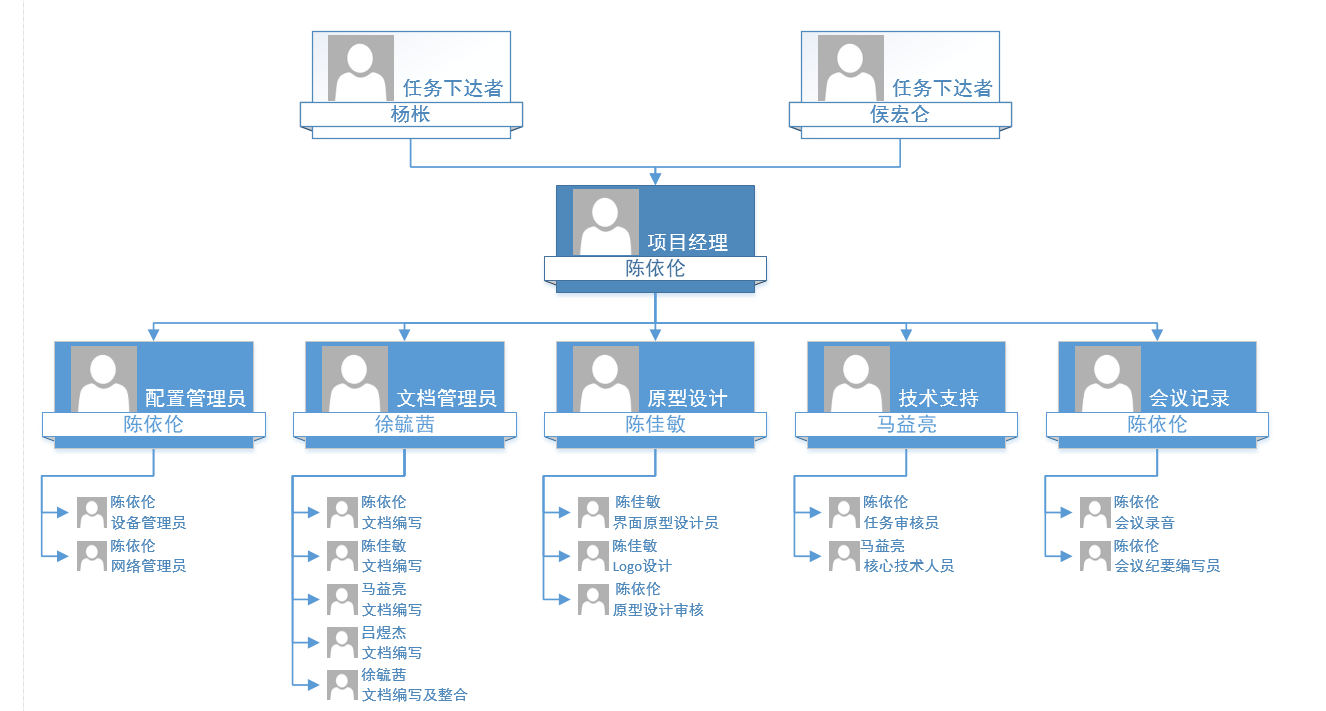 任务下达者
杨枨
任务下达者
侯宏仑
项目经理
陈依伦
配置管理员
陈依伦
文档管理员
徐毓茜
原型设计
陈佳敏
技术支持
马益亮
会议记录
陈依伦
陈依伦
设备管理员
陈依伦
网络管理员
陈依伦
文档编写
陈佳敏
文档编写
马益亮
文档编写
吕煜杰
文档编写
徐毓茜
文档编写及整合
陈佳敏
界面原型设计员
陈佳敏
Logo设计
陈依伦
原型设计审核
陈依伦
任务审核员
马益亮
核心技术人员
陈依伦
会议录音
陈依伦
会议纪要编写员